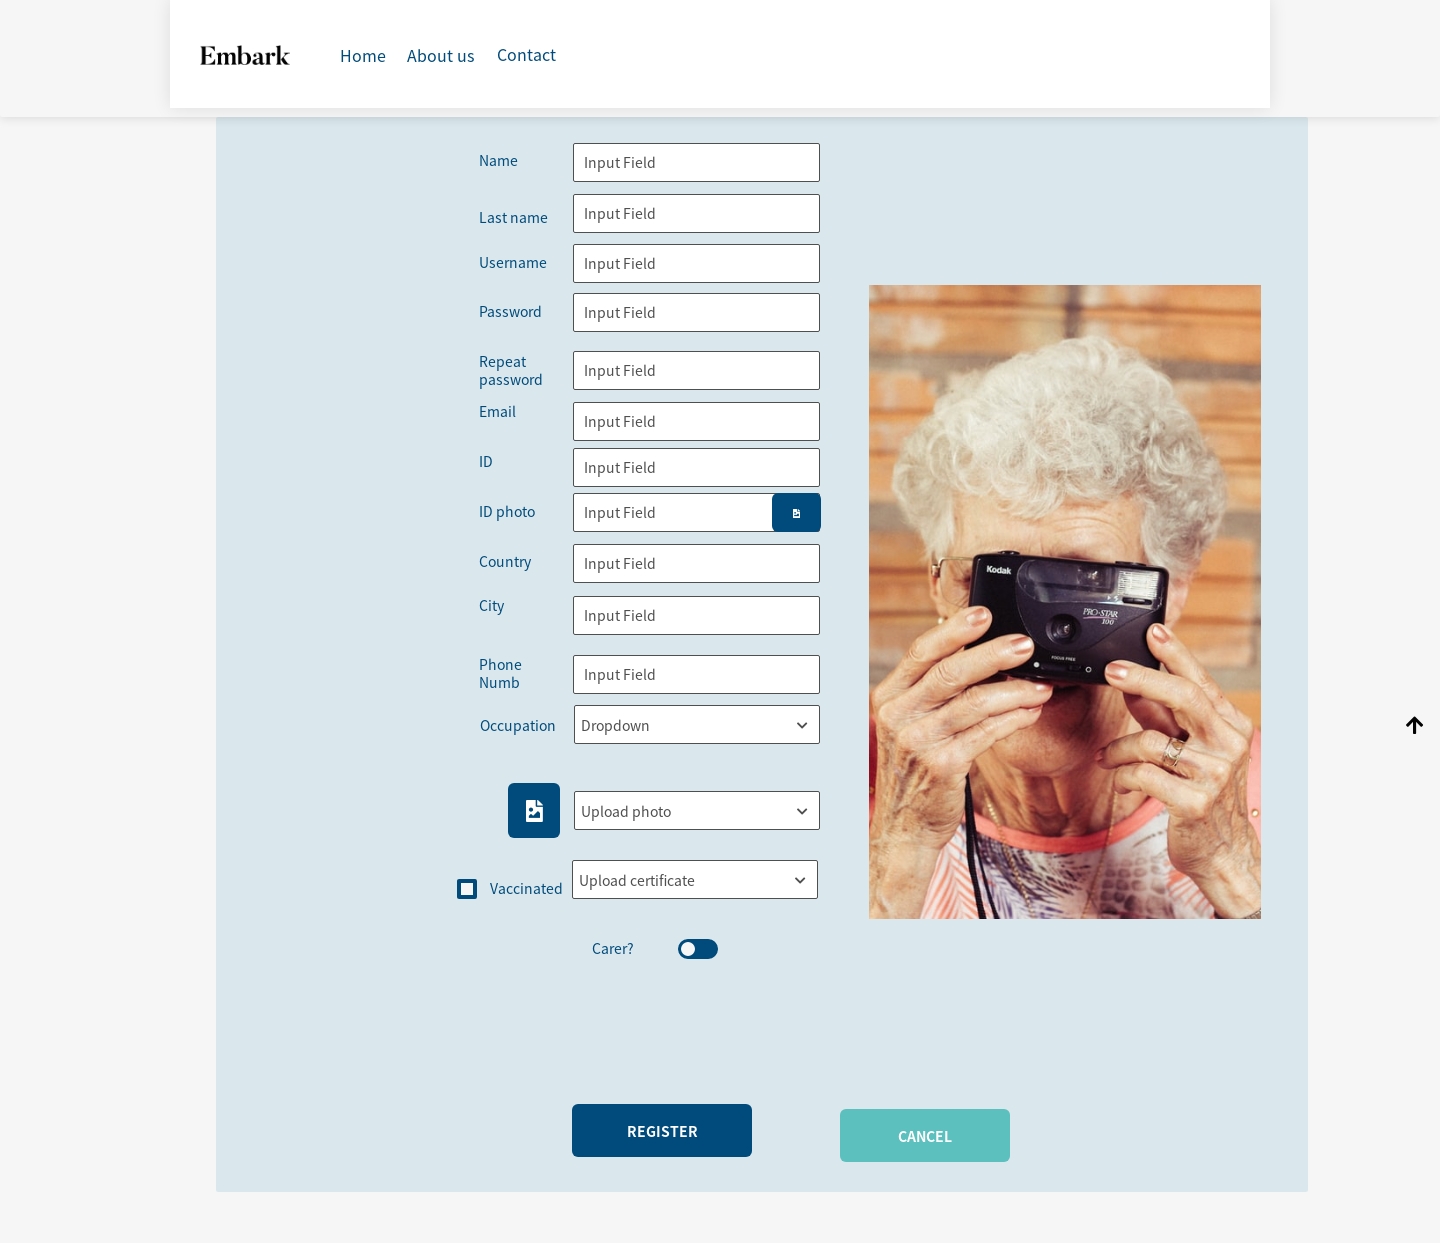 Embark
Home
About us
Contact
Name
Input Field
Last name
Input Field
Username
Input Field
Password
Input Field
Repeat
password
Input Field
Email
Input Field
ID
Input Field
ID photo
Input Field
Country
Input Field
City
Input Field
Phone
Numb
Input Field
Occupation
Dropdown
Upload photo
Vaccinated
Upload certificate
Carer?
REGISTER
CANCEL
Kodak
PRO-STAR
100
FOCUS FREE